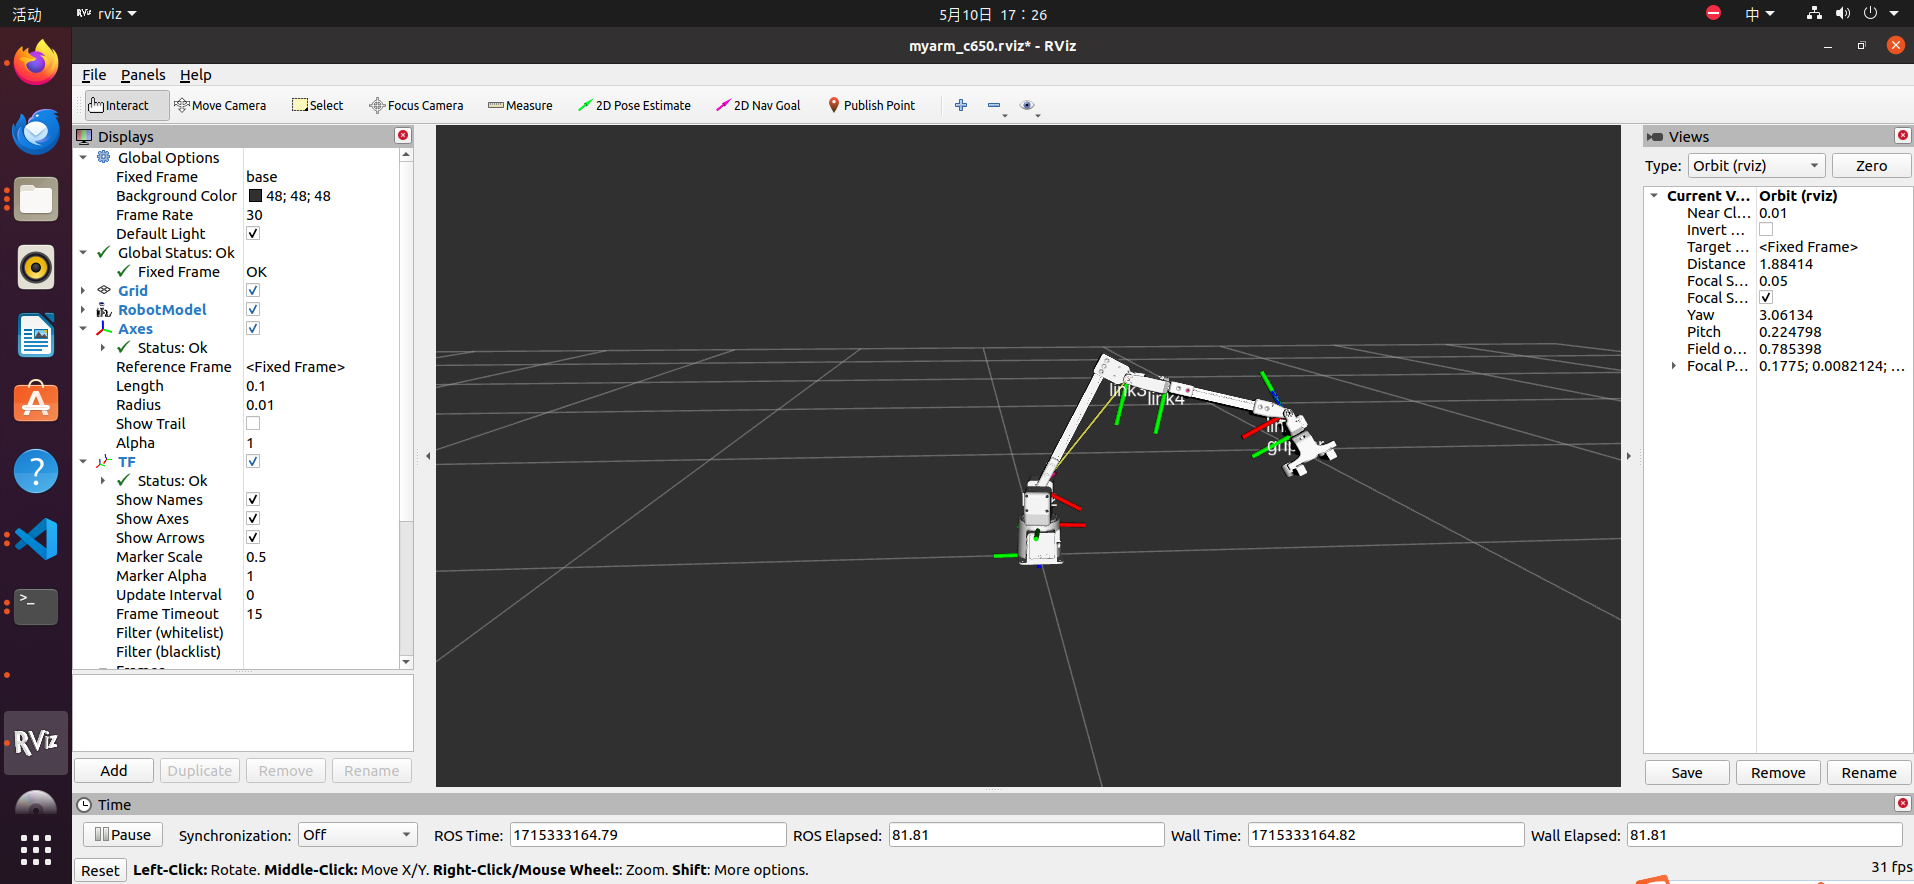 活动
RViz rviz
5月10日 17：26
中
myarm_c650.rviz* - RViz
File Panels Help
Interact Move Camera Select Focus Camera Measure 2D Pose Estimate 2D Nav Goal Publish Point
Displays
Global Options
Fixed Frame base
Background Color 48; 48; 48
Frame Rate 30
Default Light
Global Status: Ok
Fixed Frame OK
Grid
RobotModel
Axes
Status: Ok
Reference Frame <Fixed Frame>
Length 0.1
Radius 0.01
Show Trail
Alpha 1
TF
Status: Ok
Show Names
Show Axes
Show Arrows
Marker Scale 0.5
Marker Alpha 1
Update Interval 0
Frame Timeout 15
Filter (whitelist)
Filter (blacklist)
Add Duplicate Remove Rename
link3
link4
Views
Type: Orbit (rviz) Zero
Current V... Orbit (rviz)
Near Cl... 0.01
Invert ...
Target ... <Fixed Frame>
Distance 1.88414
Focal S... 0.05
Focal S...
Yaw 3.06134
Pitch 0.224798
Field o... 0.785398
Focal P... 0.1775; 0.0082124; ...
Save Remove Rename
RViz
Time
Pause Synchronization: Off ROS Time: 1715333164.79 ROS Elapsed: 81.81 Wall Time: 1715333164.82 Wall Elapsed: 81.81
Reset Left-Click: Rotate. Middle-Click: Move X/Y. Right-Click/Mouse Wheel:: Zoom. Shift: More options. 31 fps